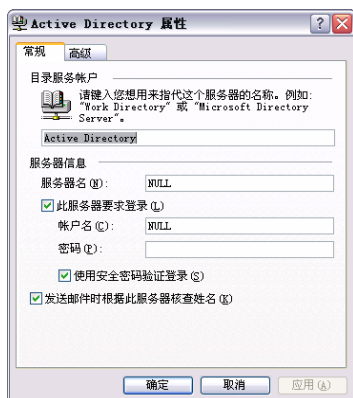 Active Directory 属性
常规
高级
目录服务帐户
请键入您想用来指代这个服务器的名称。例如:
“Work Directory” 或 “Microsoft Directory
Server”。
Active Directory
服务器信息
服务器名(N): NULL
此服务器要求登录(L)
帐户名(C): NULL
密码(P):
使用安全密码验证登录(S)
发送邮件时根据此服务器核查姓名(K)
确定
取消
应用(A)